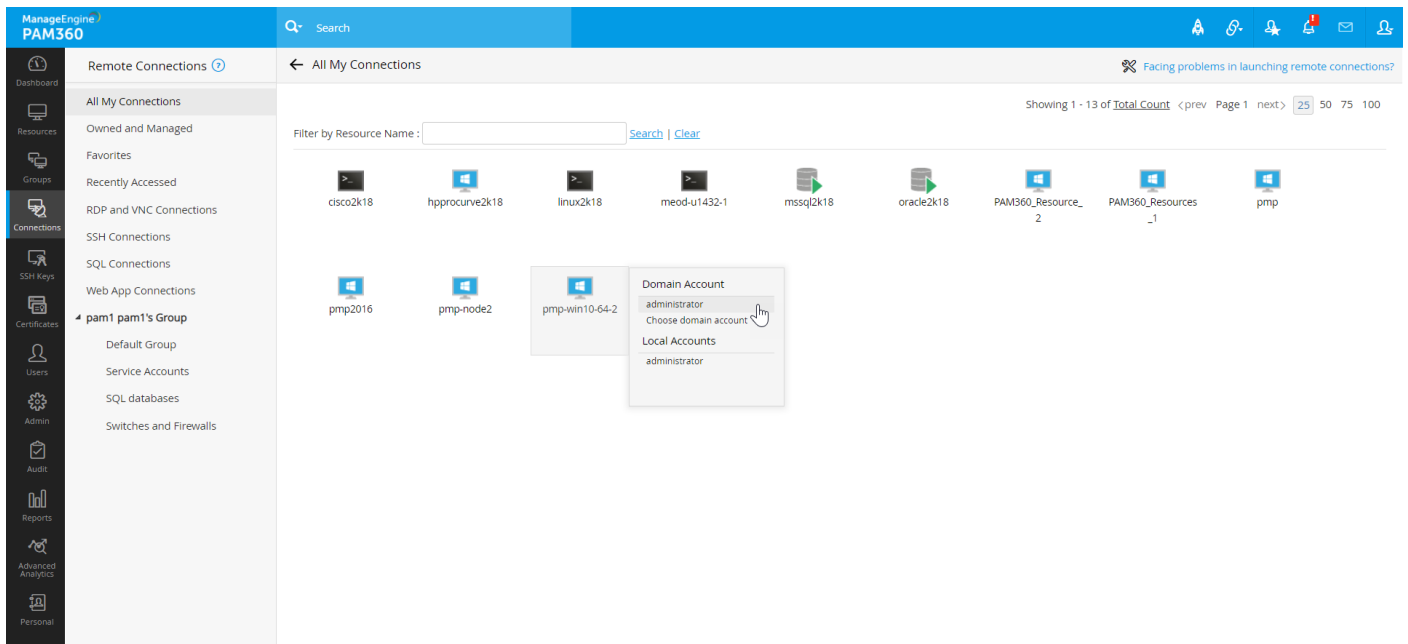 ManageEngine
PAM360
Search
Dashboard
Resources
Groups
Connections
SSH Keys
Certificates
Users
Admin
Audit
Reports
Advanced
Analytics
Personal
Remote Connections ?
All My Connections
Owned and Managed
Favorites
Recently Accessed
RDP and VNC Connections
SSH Connections
SQL Connections
Web App Connections
pam1 pam1's Group
Default Group
Service Accounts
SQL databases
Switches and Firewalls
← All My Connections
Facing problems in launching remote connections?
Showing 1 - 13 of Total Count <prev Page 1 next> 25 50 75 100
Filter by Resource Name : Search | Clear
cisco2k18 hpprocurve2k18 linux2k18 meod-u1432-1 mssql2k18 oracle2k18 PAM360_Resource_ PAM360_Resources pmp
2 _1
pmp2016 pmp-node2 pmp-win10-64-2
Domain Account
administrator
Choose domain account
Local Accounts
administrator